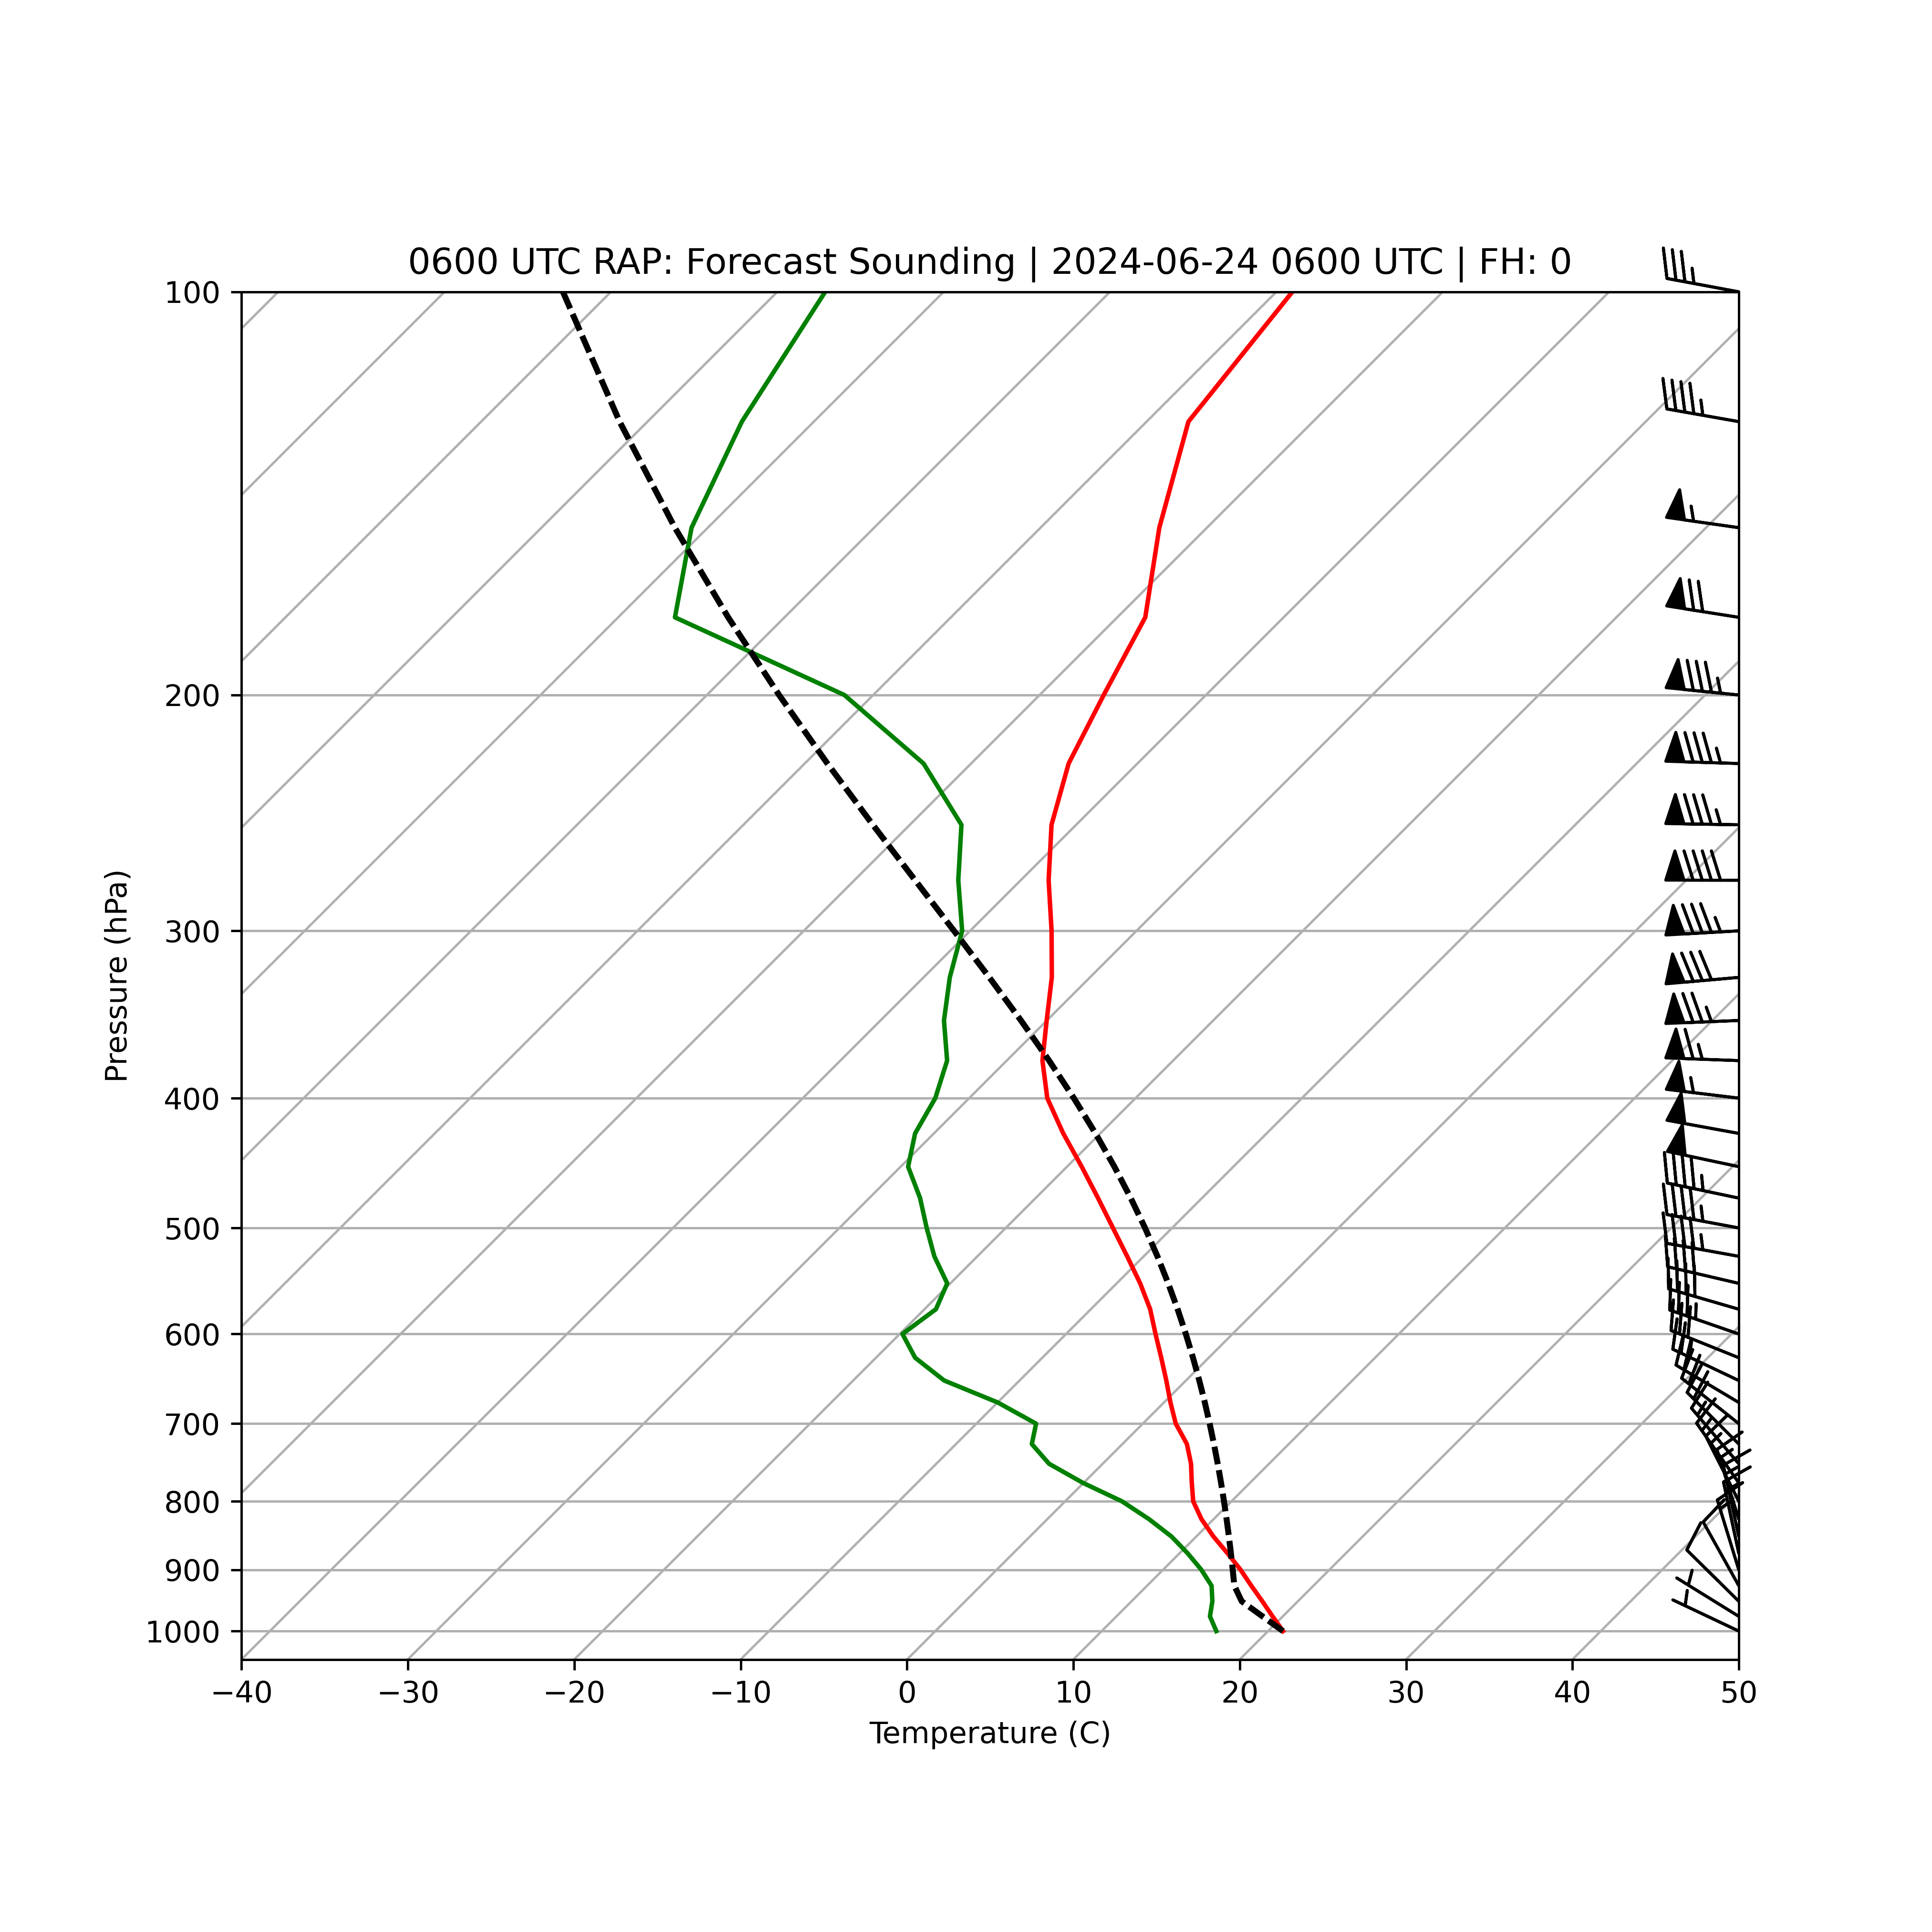 0600 UTC RAP: Forecast Sounding | 2024-06-24 0600 UTC | FH: 0
100
200
300
400
500
600
700
800
900
1000
Pressure (hPa)
−40 −30 −20 −10 0 10 20 30 40 50
Temperature (C)